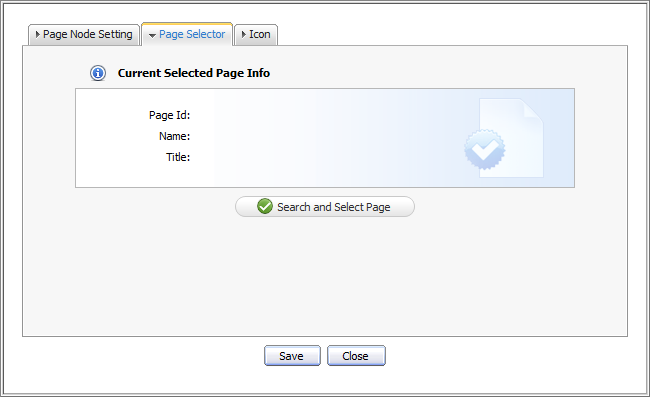 Page Node Setting
Page Selector
Icon
Current Selected Page Info
Page Id:
Name:
Title:
Search and Select Page
Save
Close